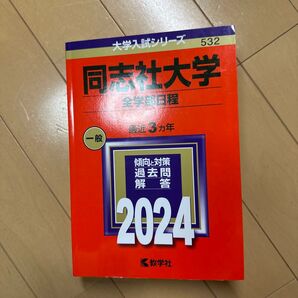 大学入試シリーズ
532
同志社大学
全学部日程
最近3カ年
一般
傾向と対策
過去問
解答
2024
教学社